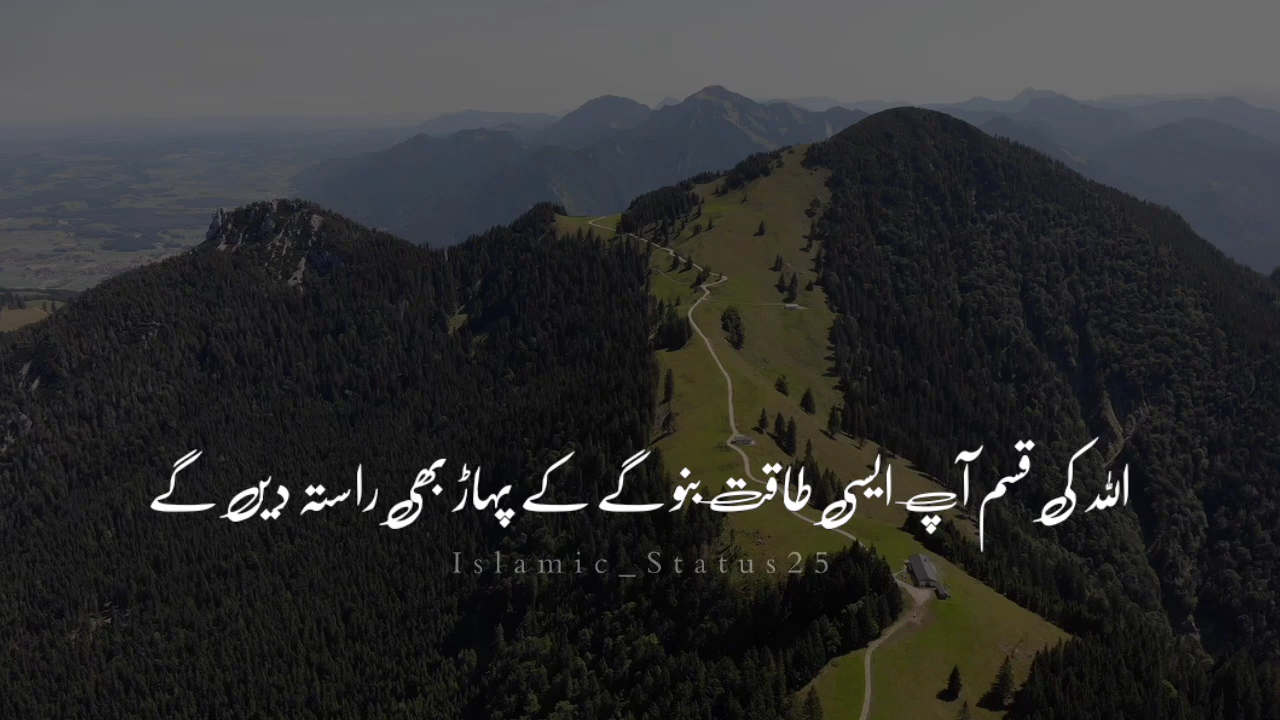 اللہ کی قسم آپ ایسی طاقت بنو گے کے پہاڑ بھی راستہ دیں گے
Islamic_Status25